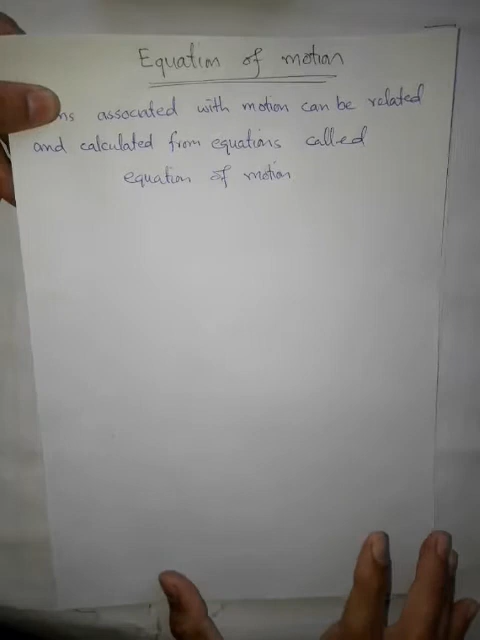 Equation of motion
ns associated with motion can be related
and calculated from equations called
equation of motion